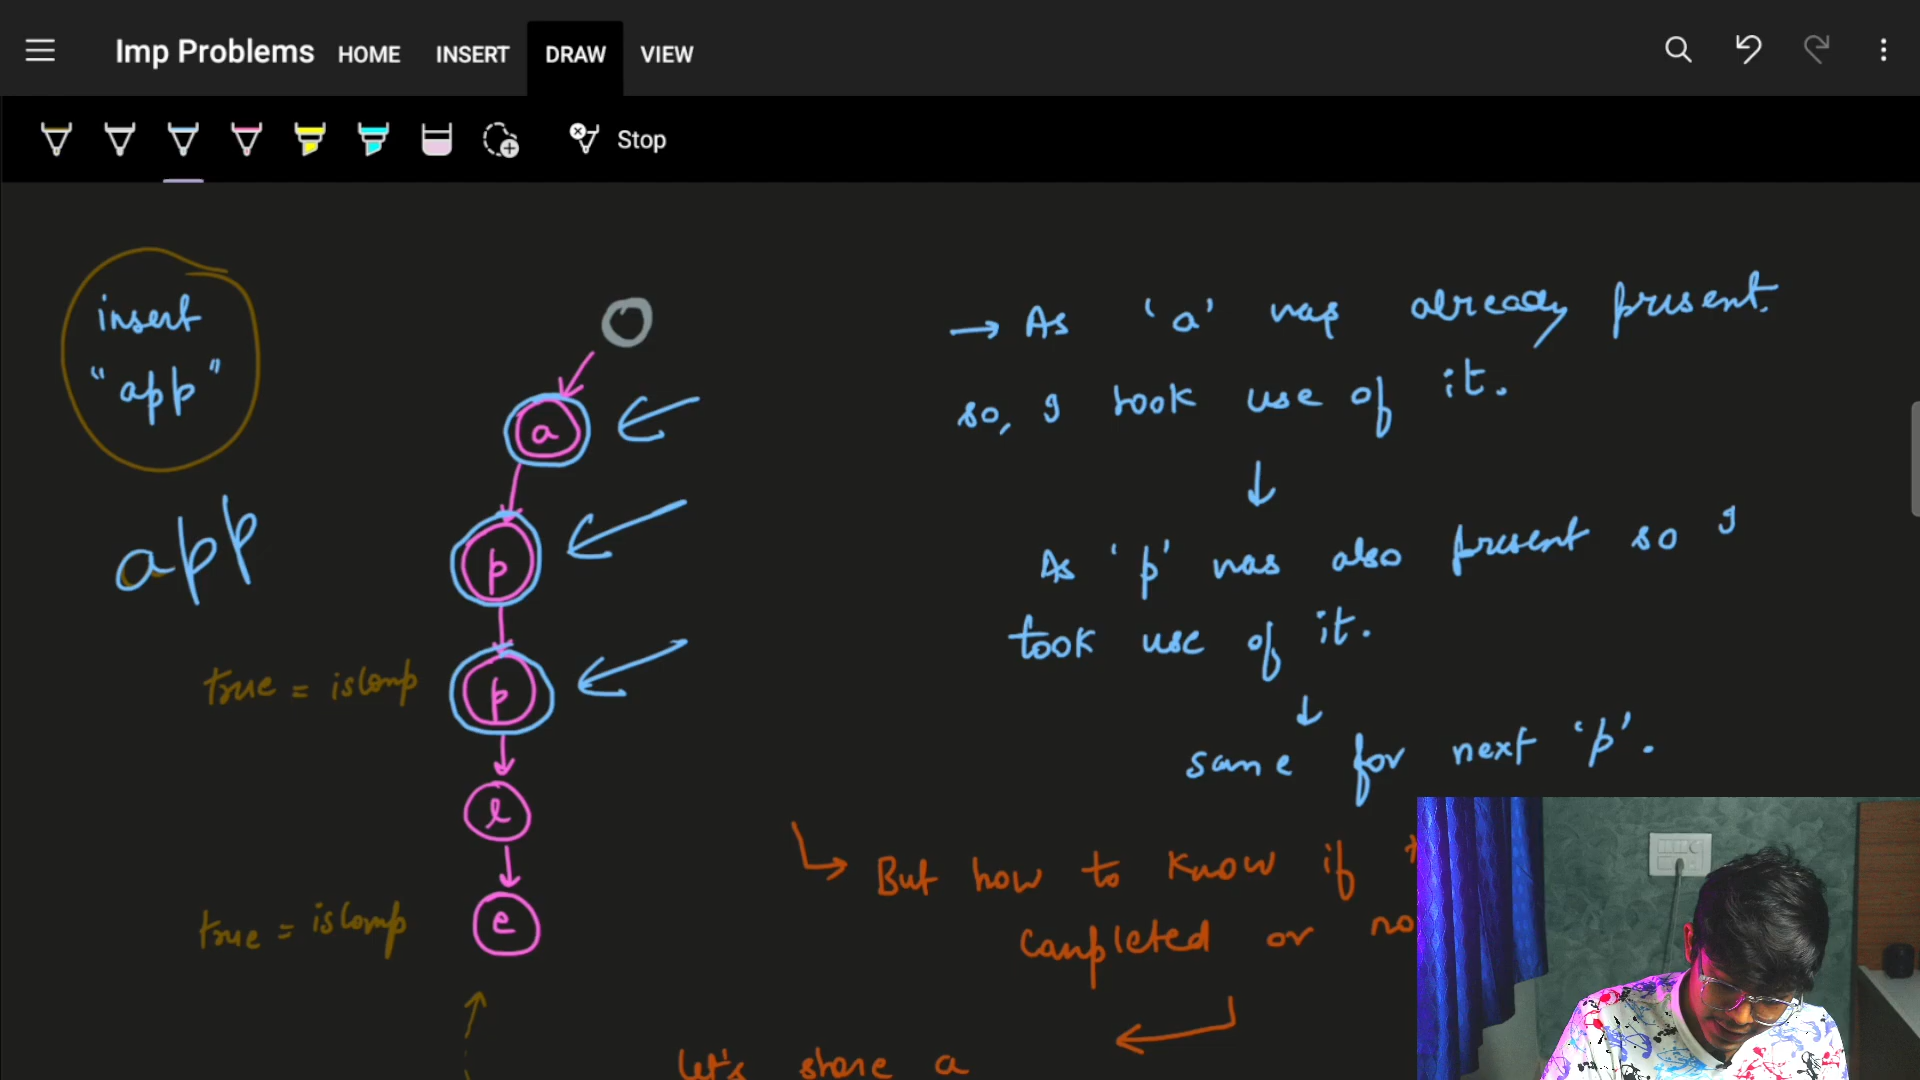 Imp Problems HOME INSERT DRAW VIEW
Stop
insert
"app"
app
a
p
true = isComp p
l
true = isComp e
→ As 'a' was already present.
so, I took use of it.
↓
As 'p' was also present so I
took use of it.
↓
same for next 'p'.
But how to know if
completed or no
let's store a